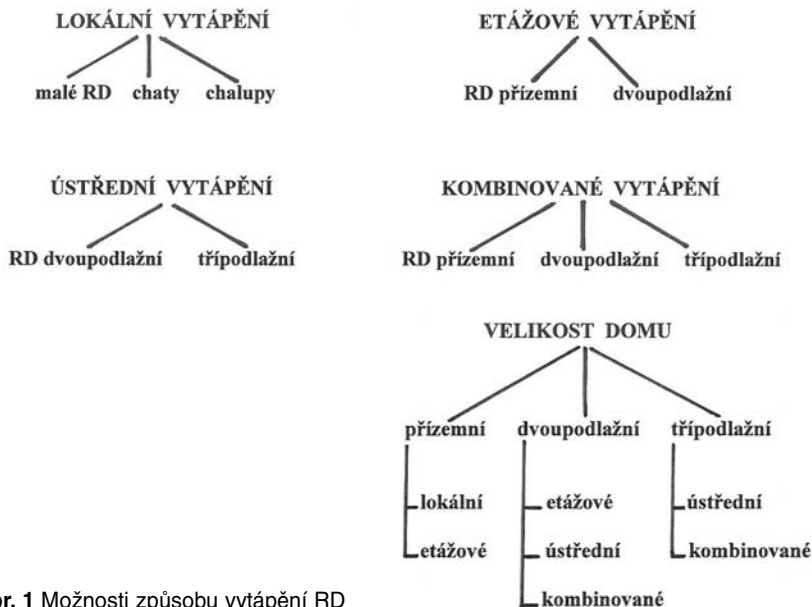 LOKÁLNÍ VYTÁPĚNÍ
malé RD chaty chalupy
ETÁŽOVÉ VYTÁPĚNÍ
RD přízemní dvoupodlažní
ÚSTŘEDNÍ VYTÁPĚNÍ
RD dvoupodlažní třípodlažní
KOMBINOVANÉ VYTÁPĚNÍ
RD přízemní dvoupodlažní třípodlažní
VELIKOST DOMU
přízemní dvoupodlažní třípodlažní
lokální etážové ústřední
etážové ústřední kombinované
kombinované
1 Možnosti způsobu vytápění RD